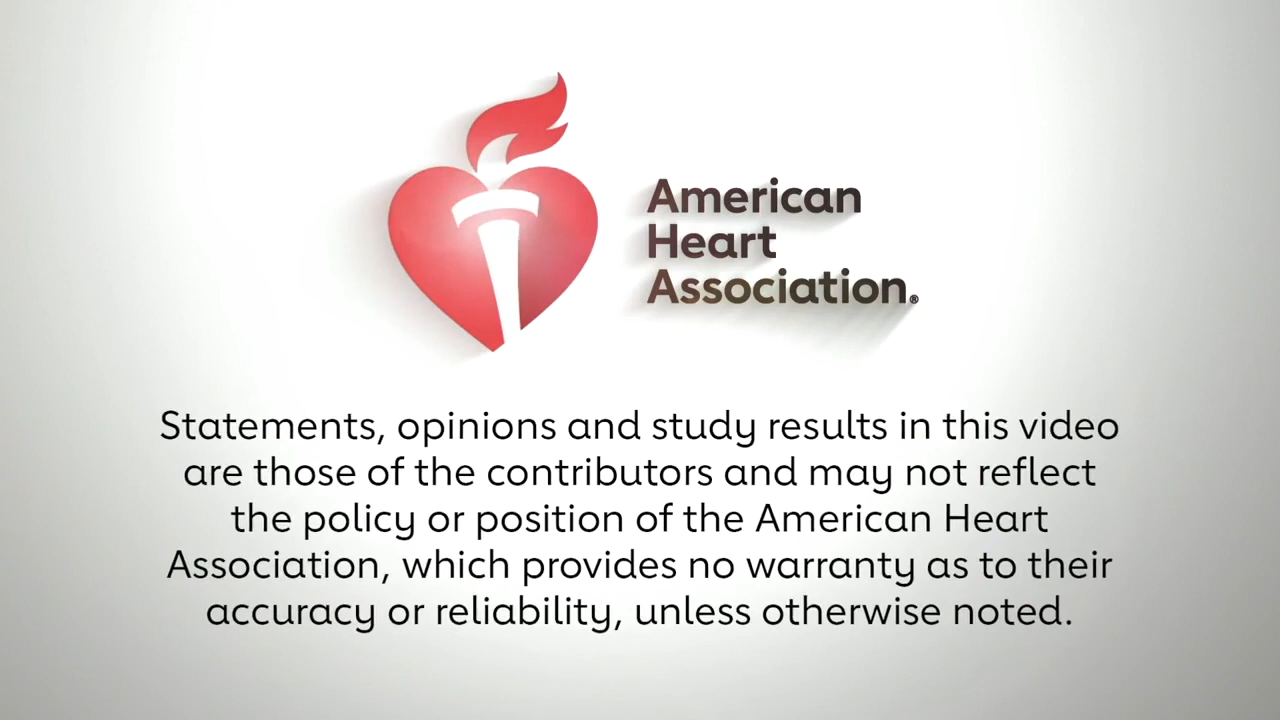 American
Heart
Association®
Statements, opinions and study results in this video
are those of the contributors and may not reflect
the policy or position of the American Heart
Association, which provides no warranty as to their
accuracy or reliability, unless otherwise noted.